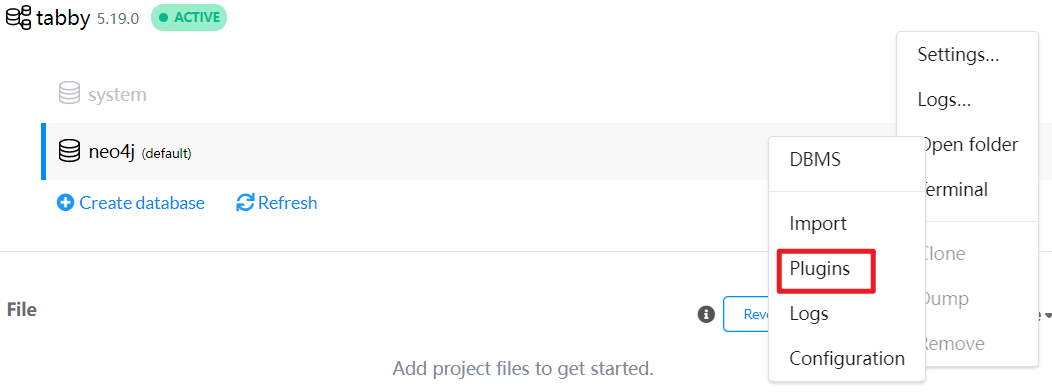 tabby 5.19.0 ACTIVE
system
neo4j (default)
Create database Refresh
Settings...
Logs...
Open folder
Terminal
Clone
Dump
Remove
DBMS
Import
Plugins
Logs
Configuration
File
Reve
Add project files to get started.